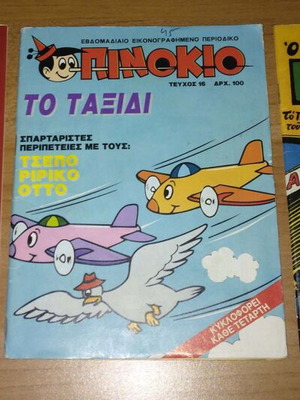 45
ΕΒΔΟΜΑΔΙΑΙΟ ΕΙΚΟΝΟΓΡΑΦΗΜΕΝΟ ΠΕΡΙΟΔΙΚΟ
ΠΙΝΟΚΙΟ
ΤΕΥΧΟΣ 16 ΔΡΧ. 100
ΤΟ ΤΑΞΙΔΙ
ΣΠΑΡΤΑΡΙΣΤΕΣ
ΠΕΡΙΠΕΤΕΙΕΣ ΜΕ ΤΟΥΣ:
ΤΣΕΠΟ
ΡΙΡΙΚΟ
ΟΤΤΟ
ΚΥΚΛΟΦΟΡΕΙ
ΚΑΘΕ ΤΕΤΑΡΤΗ
Ο